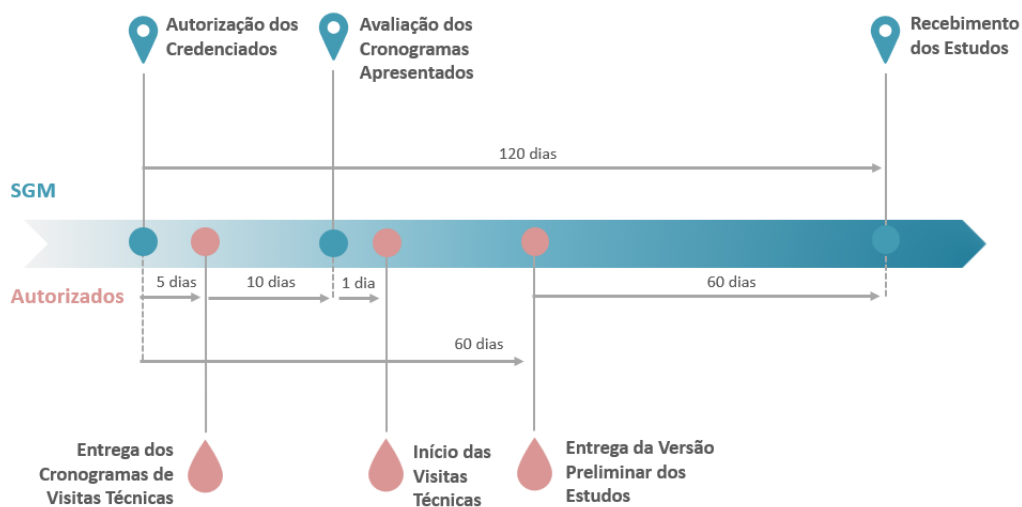 Autorização dos
Credenciados
Avaliação dos
Cronogramas
Apresentados
Recebimento
dos Estudos
120 dias
SGM
Autorizados
5 dias
10 dias
1 dia
60 dias
60 dias
Entrega dos
Cronogramas de
Visitas Técnicas
Início das
Visitas
Técnicas
Entrega da Versão
Preliminar dos
Estudos